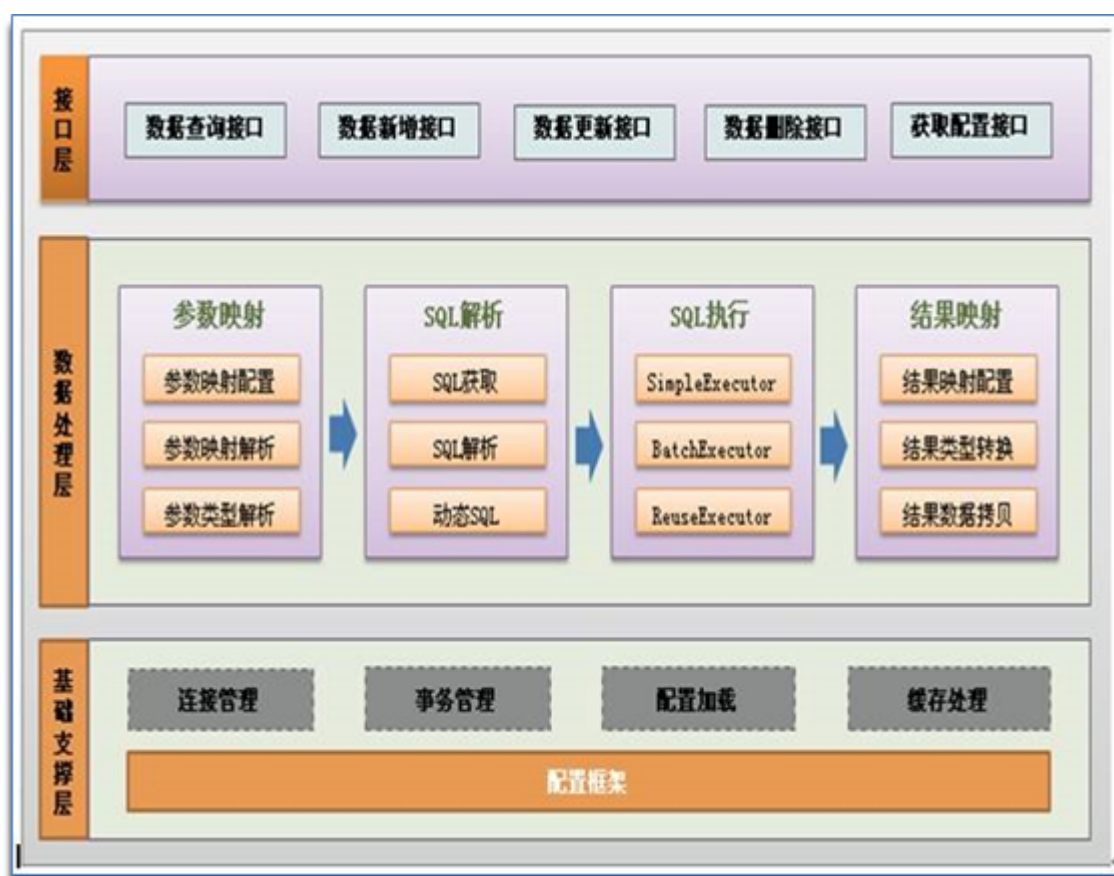 接口层
数据查询接口
数据新增接口
数据更新接口
数据删除接口
获取配置接口
数据处理层
参数映射
参数映射配置
参数映射解析
参数类型解析
SQL解析
SQL获取
SQL解析
动态SQL
SQL执行
SimpleExecutor
BatchExecutor
ReuseExecutor
结果映射
结果映射配置
结果类型转换
结果数据拷贝
基础支撑层
连接管理
事务管理
配置加载
缓存处理
配置框架